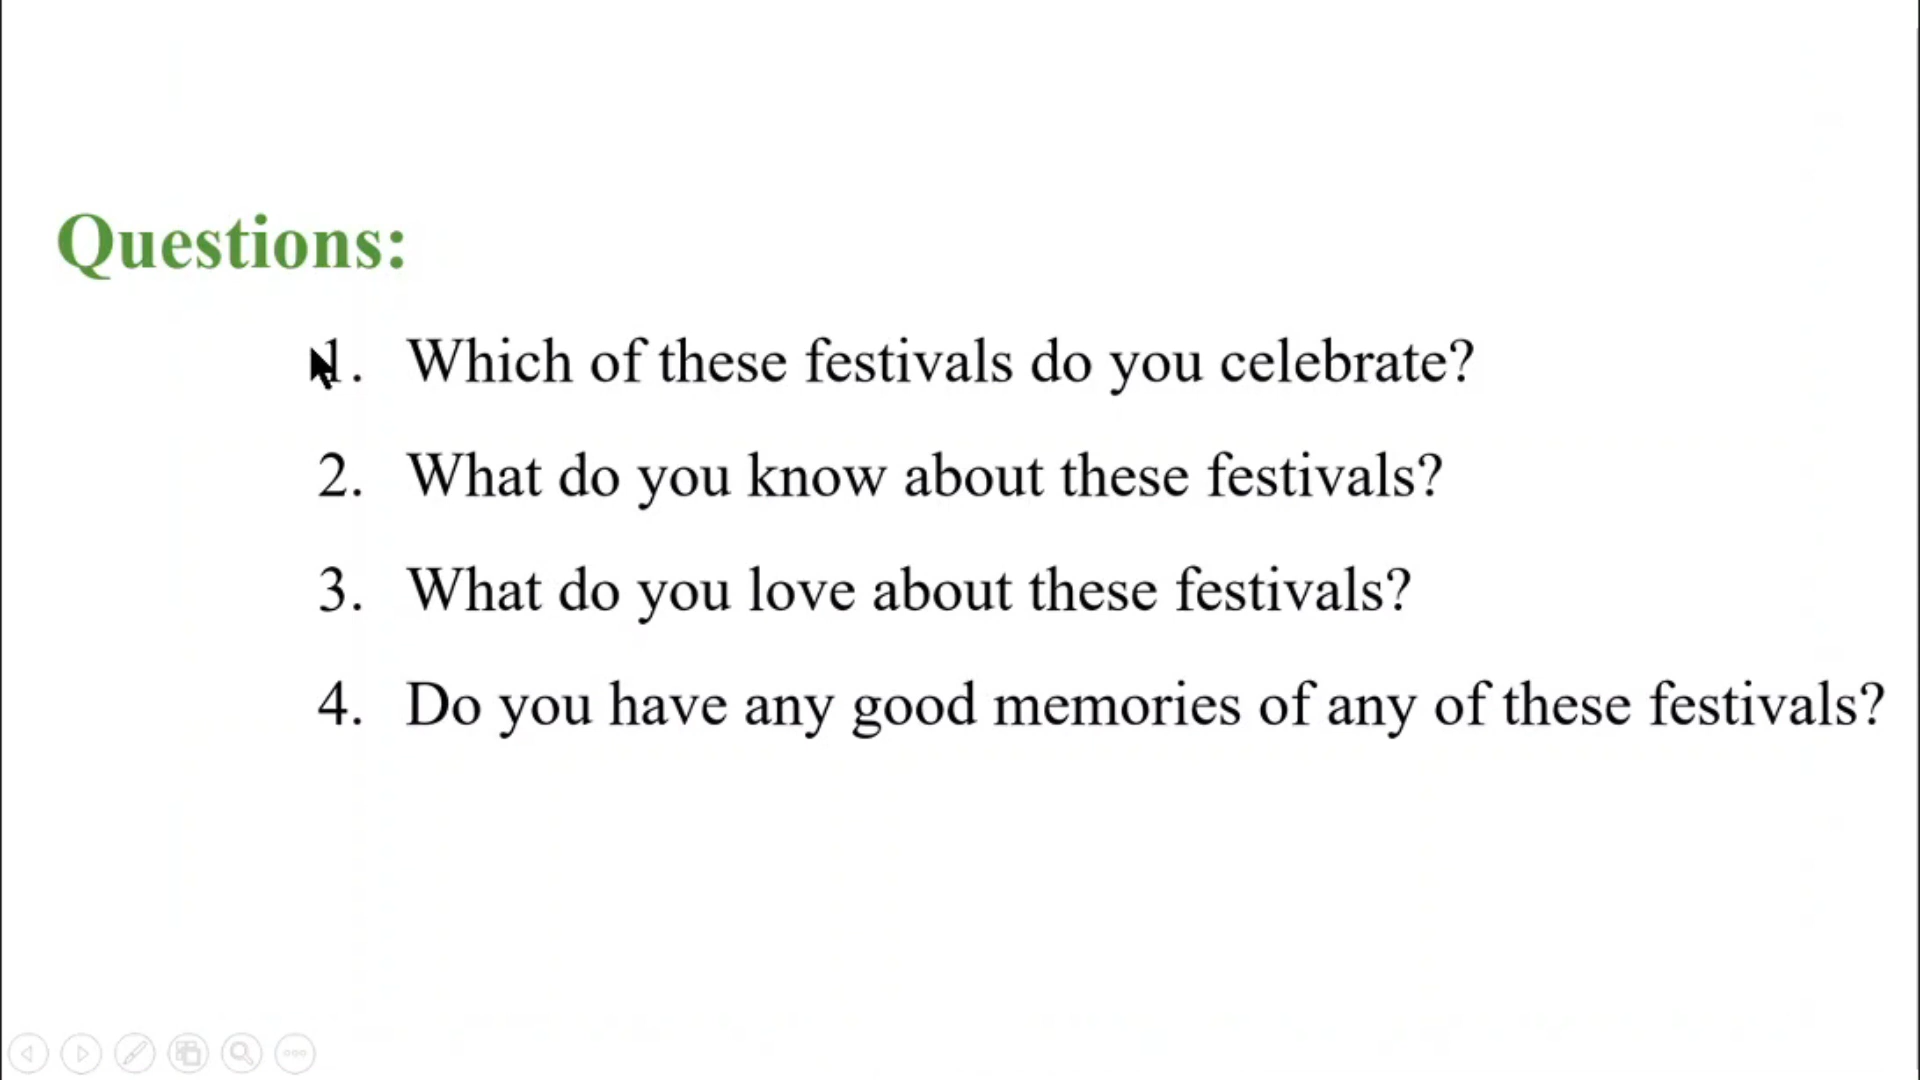 Questions:
1. Which of these festivals do you celebrate?
2. What do you know about these festivals?
3. What do you love about these festivals?
4. Do you have any good memories of any of these festivals?